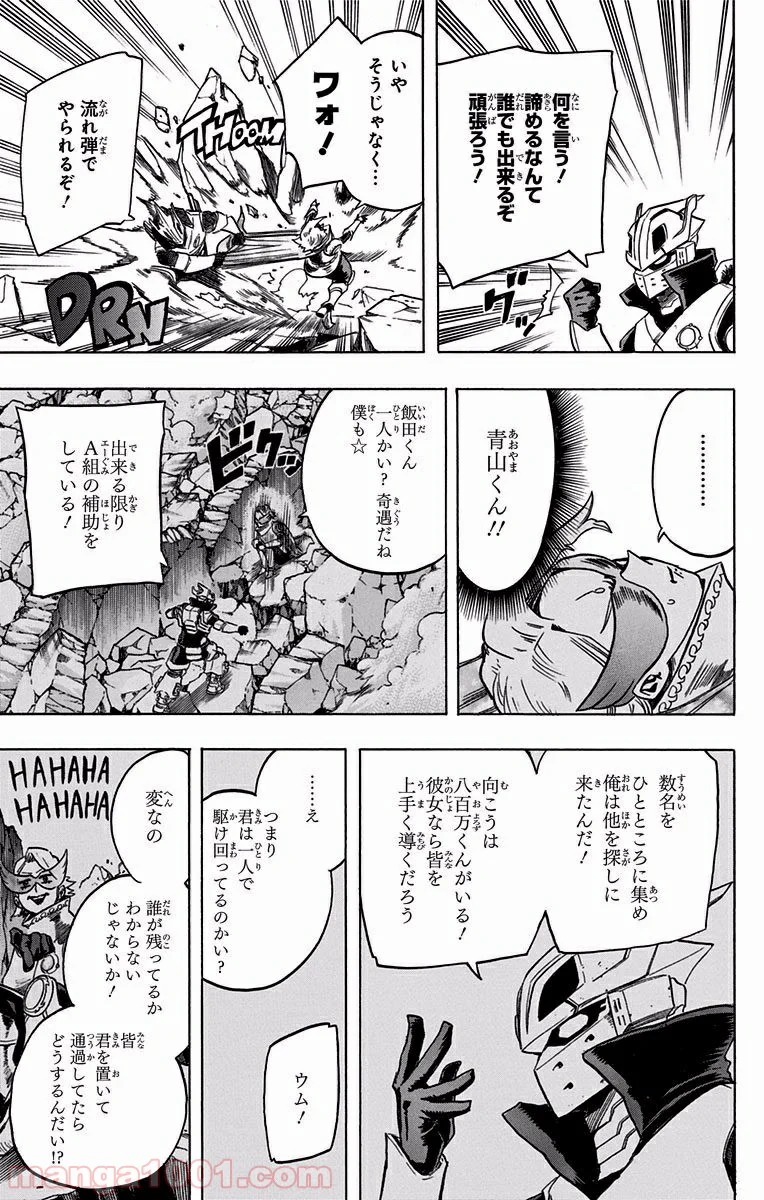 何を言う！
諦めるなんて
誰でも出来るぞ
頑張ろう！
グッ
いや
そうじゃなく…
ワォ！
THOOM
流れ弾で
やられるぞ！
DRN
…………
青山くん!!
飯田くん
一人かい？
奇遇だね
僕も☆
ビクッ
出来る限り
A組の補助を
している！
数名を
ひとところに集め
俺は他を探しに
来たんだ！
向こうは
八百万くんがいる！
彼女なら皆を
上手く導くだろう
……え
つまり
君は一人で
駆け回ってるのかい？
ウム！
変なの
HAHAHA
HAHAHA
誰が残ってるか
わからない
じゃないか！
皆
君を置いて
通過してたら
どうするんだい!?
manga1001.com